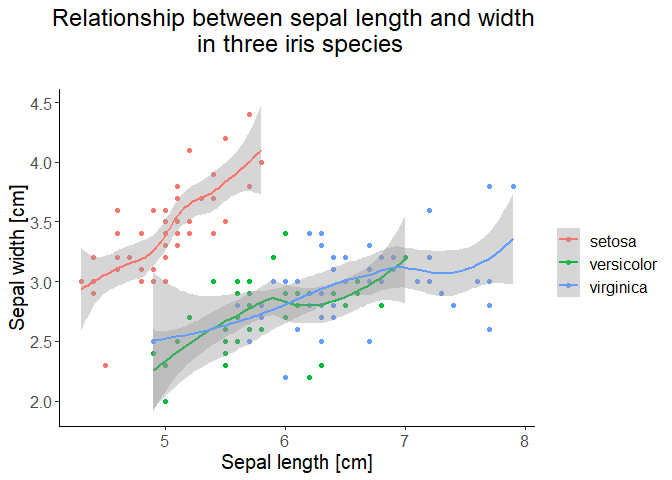 Relationship between sepal length and width
in three iris species
4.5
4.0
3.5
3.0
2.5
2.0
Sepal width [cm]
5 6 7 8
Sepal length [cm]
setosa
versicolor
virginica